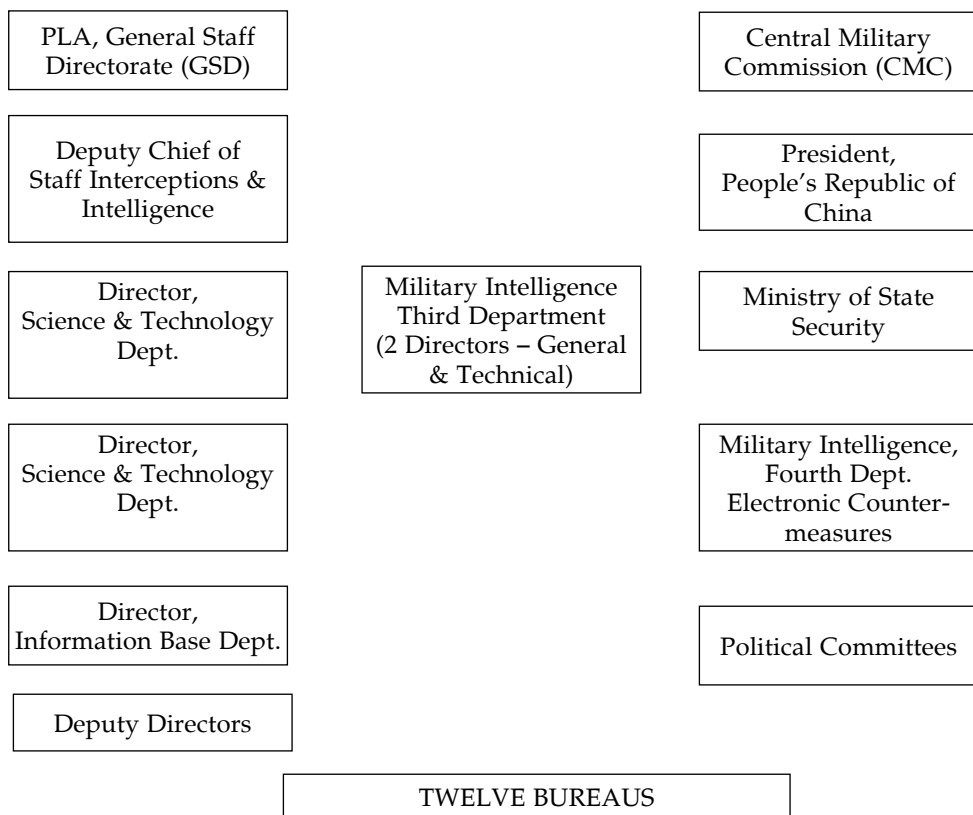 PLA, General Staff
Directorate (GSD)
Central Military
Commission (CMC)
Deputy Chief of
Staff Interceptions &
Intelligence
President,
People’s Republic of
China
Director,
Science & Technology
Dept.
Military Intelligence
Third Department
(2 Directors – General
& Technical)
Ministry of State
Security
Director,
Science & Technology
Dept.
Military Intelligence,
Fourth Dept.
Electronic Counter-
measures
Director,
Information Base Dept.
Political Committees
Deputy Directors
TWELVE BUREAUS